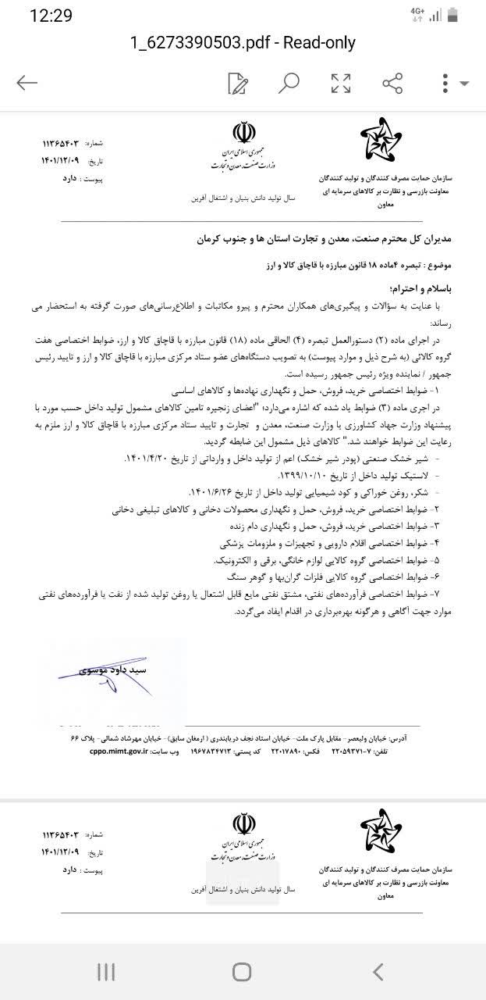 12:29
4G+
1_6273390503.pdf - Read-only
سازمان حمایت مصرف کنندگان و تولید کنندگان
معاونت بازرسی و نظارت بر کالاهای سرمایه ای
معاون
جمهوری اسلامی ایران
وزارت صنعت، معدن و تجارت
سال تولید دانش بنیان و اشتغال آفرین
شماره: ۱۱۳۶۵۴۰۳
تاریخ: ۱۴۰۱/۱۲/۰۹
پیوست : دارد
مدیران کل محترم صنعت، معدن و تجارت استان ها و جنوب کرمان
موضوع : تبصره ۴ماده ۱۸ قانون مبارزه با قاچاق کالا و ارز
باسلام و احترام؛
با عنایت به سؤالات و پیگیری‌های همکاران محترم و پیرو مکاتبات و اطلاع‌رسانی‌های صورت گرفته به استحضار می
رساند:
در اجرای ماده (۲) دستورالعمل تبصره (۴) الحاقی ماده (۱۸) قانون مبارزه با قاچاق کالا و ارز، ضوابط اختصاصی هفت
گروه کالائی (به شرح ذیل و موارد پیوست) به تصویب دستگاه‌های عضو ستاد مرکزی مبارزه با قاچاق کالا و ارز و تایید رئیس
جمهور / نماینده ویژه رئیس جمهور رسیده است.
۱- ضوابط اختصاصی خرید، فروش، حمل و نگهداری نهاده‌ها و کالاهای اساسی
در اجری ماده (۳) ضوابط یاد شده که اشاره می‌دارد؛ "اعضای زنجیره تامین کالاهای مشمول تولید داخل حسب مورد با
پیشنهاد وزارت جهاد کشاورزی یا وزارت صنعت، معدن و تجارت و تایید ستاد مرکزی مبارزه با قاچاق کالا و ارز ملزم به
رعایت این ضوابط خواهند شد." کالاهای ذیل مشمول این ضابطه گردید.
- شیر خشک صنعتی (پودر شیر خشک) اعم از تولید داخل و وارداتی از تاریخ ۱۴۰۱/۴/۲۰.
- لاستیک تولید داخل از تاریخ ۱۳۹۹/۱۰/۱۰.
- شکر، روغن خوراکی و کود شیمیایی تولید داخل از تاریخ ۱۴۰۱/۶/۲۶.
۲- ضوابط اختصاصی خرید، فروش، حمل و نگهداری محصولات دخانی و کالاهای تبلیغی دخانی
۳- ضوابط اختصاصی خرید، فروش، حمل و نگهداری دام زنده
۴- ضوابط اختصاصی اقلام دارویی و تجهیزات و ملزومات پزشکی
۵- ضوابط اختصاصی گروه کالایی لوازم خانگی، برقی و الکترونیک.
۶- ضوابط اختصاصی گروه کالایی فلزات گران‌بها و گوهر سنگ
۷- ضوابط اختصاصی فرآورده‌های نفتی، مشتق نفتی مایع قابل اشتعال یا روغن تولید شده از نفت یا فرآورده‌های نفتی
موارد جهت آگاهی و هرگونه بهره‌برداری در اقدام ایفاد می‌گردد.
سید داود موسوی
آدرس: خیابان ولیعصر- مقابل پارک ملت- خیابان استاد نجف دریابندری ( ارمغان سابق)- خیابان مهرشاد شمالی- پلاک ۶۶
تلفن: ۷-۲۲۰۵۹۳۷۱ فکس: ۲۲۰۱۷۸۹۰ کد پستی: ۱۹۶۷۸۳۴۷۱۳ وب سایت: cppo.mimt.gov.ir
سازمان حمایت مصرف کنندگان و تولید کنندگان
معاونت بازرسی و نظارت بر کالاهای سرمایه ای
معاون
جمهوری اسلامی ایران
وزارت صنعت، معدن و تجارت
سال تولید دانش بنیان و اشتغال آفرین
شماره: ۱۱۳۶۵۴۰۳
تاریخ: ۱۴۰۱/۱۲/۰۹
پیوست : دارد